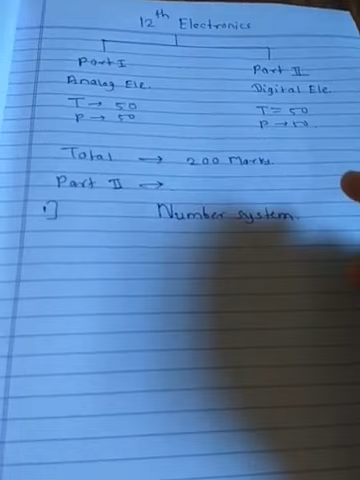 12th Electronics
Part I
Analog Ele.
T → 50
P → 50
Part II
Digital Ele.
T = 50
P → 50.
Total → 200 Marks.
Part II →
1] Number system.